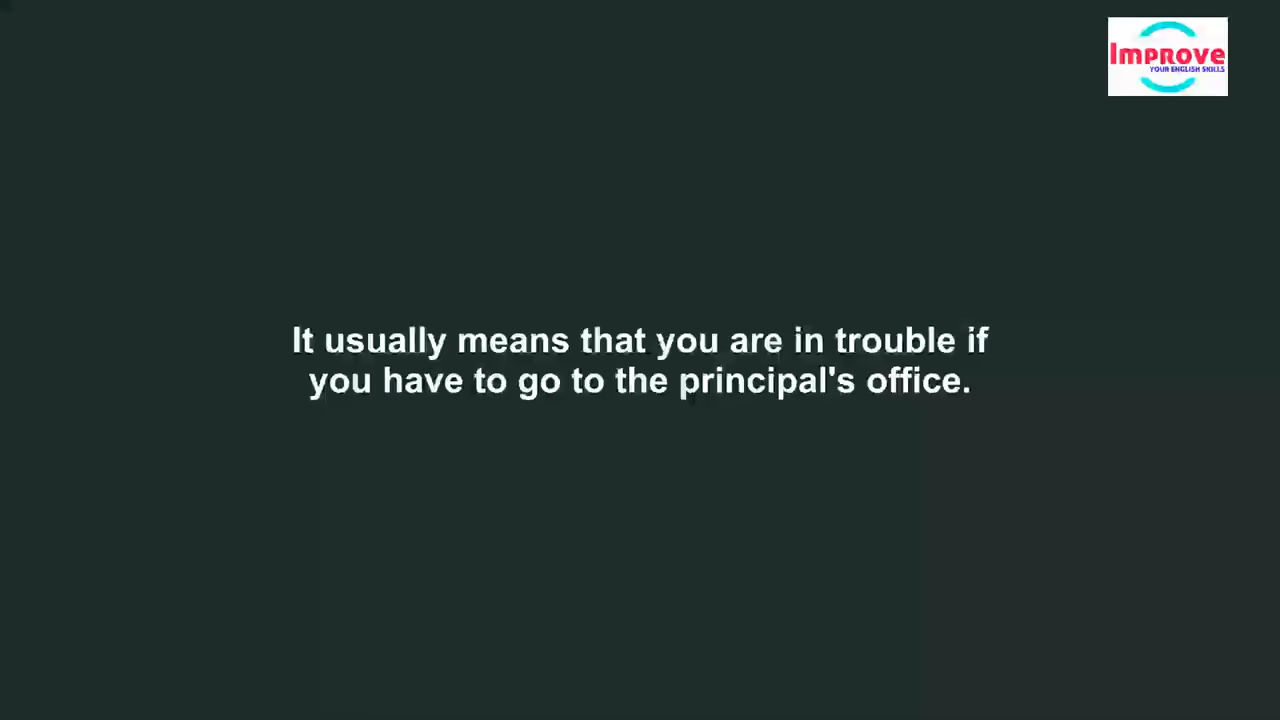 Improve
YOUR ENGLISH SKILLS
It usually means that you are in trouble if
you have to go to the principal's office.